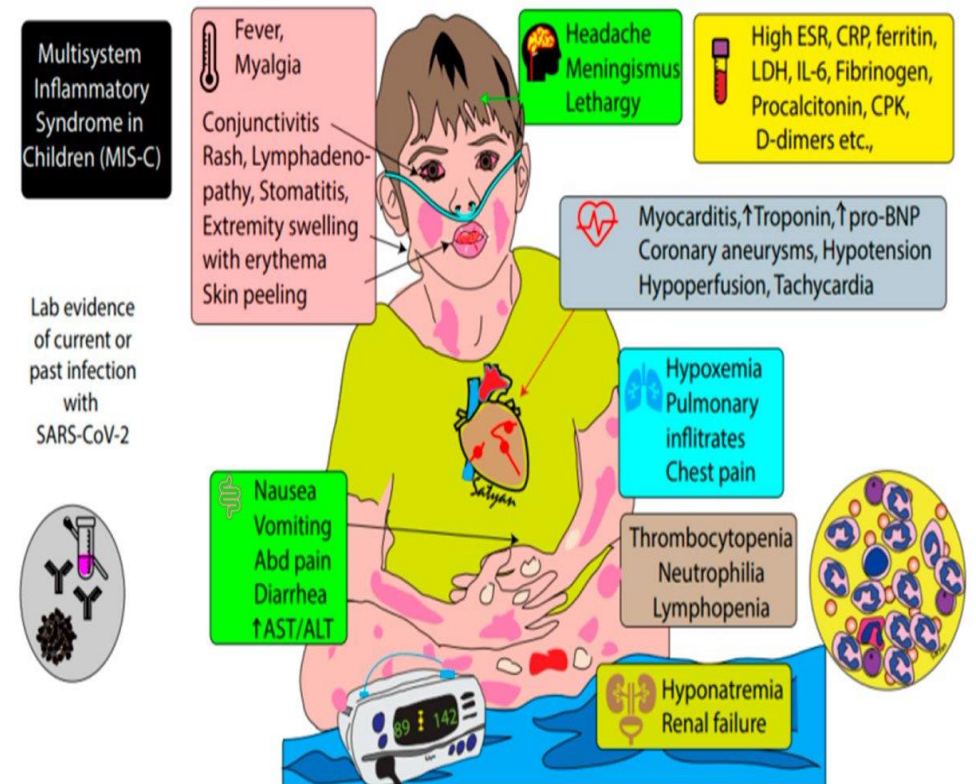 Multisystem
Inflammatory
Syndrome in
Children (MIS-C)
Fever,
Myalgia
Conjunctivitis
Rash, Lymphadeno-
pathy, Stomatitis,
Extremity swelling
with erythema
Skin peeling
Headache
Meningismus
Lethargy
High ESR, CRP, ferritin,
LDH, IL-6, Fibrinogen,
Procalcitonin, CPK,
D-dimers etc.,
Myocarditis,↑Troponin,↑pro-BNP
Coronary aneurysms, Hypotension
Hypoperfusion, Tachycardia
Lab evidence
of current or
past infection
with
SARS-CoV-2
Hypoxemia
Pulmonary
inflitrates
Chest pain
Satyan
Nausea
Vomiting
Abd pain
Diarrhea
↑AST/ALT
Thrombocytopenia
Neutrophilia
Lymphopenia
Hyponatremia
Renal failure
89 142